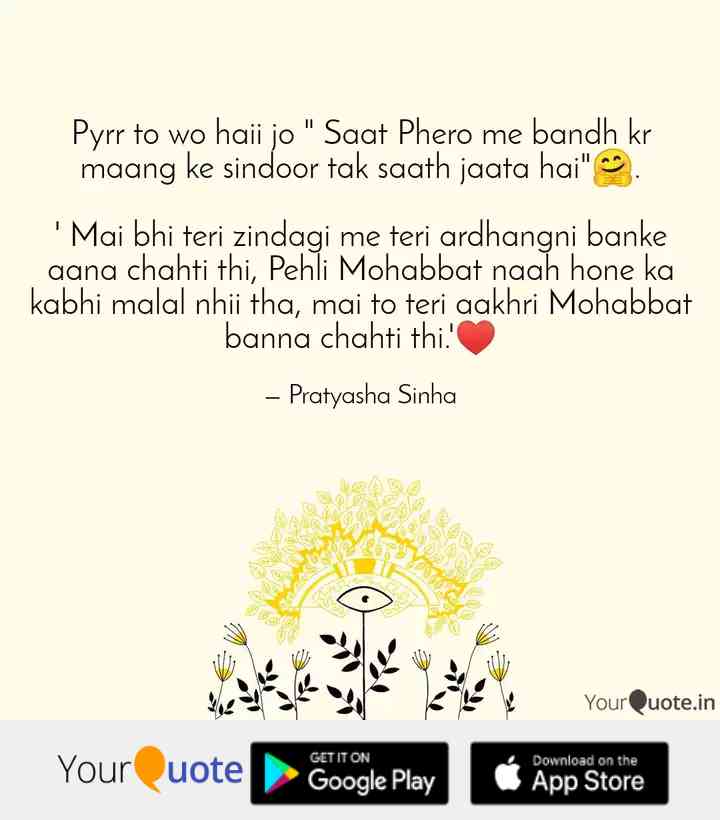 Pyrr to wo haii jo " Saat Phero me bandh kr
maang ke sindoor tak saath jaata hai"🤗.
' Mai bhi teri zindagi me teri ardhangni banke
aana chahti thi, Pehli Mohabbat naah hone ka
kabhi malal nhii tha, mai to teri aakhri Mohabbat
banna chahti thi.'♥️
– Pratyasha Sinha
YourQuote.in
YourQuote
GET IT ON
Google Play
Download on the
App Store